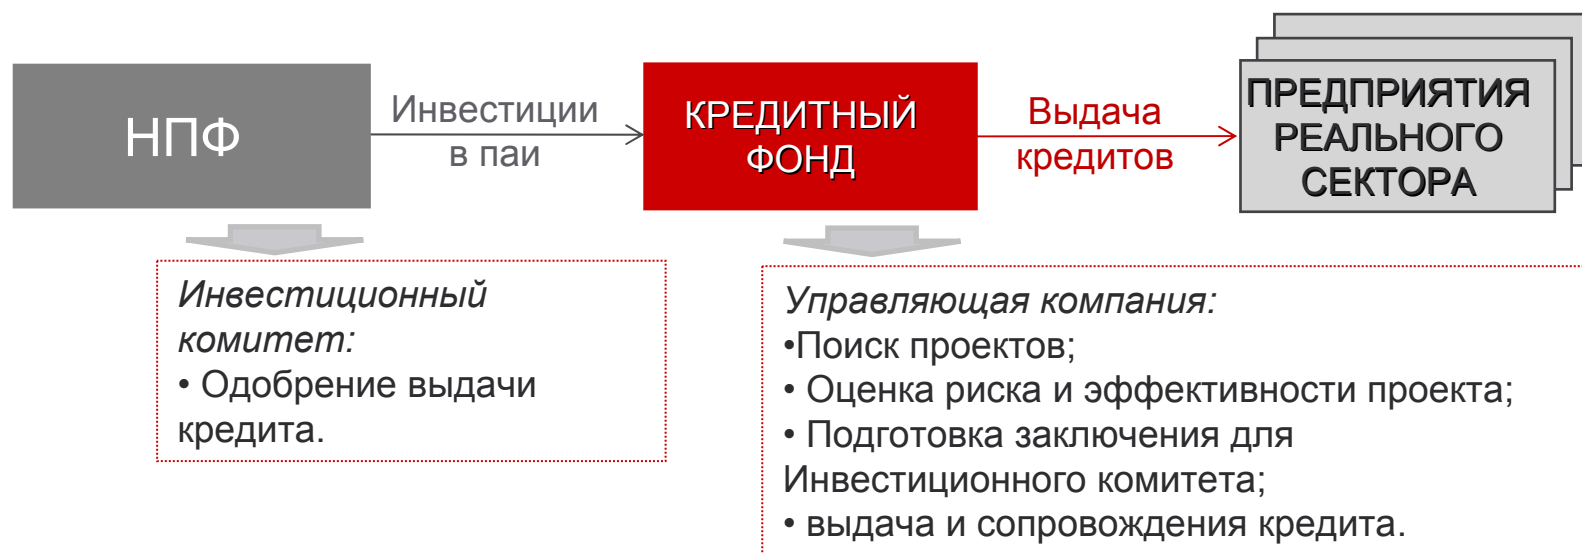 НПФ
Инвестиции
в паи
КРЕДИТНЫЙ
ФОНД
Выдача
кредитов
ПРЕДПРИЯТИЯ
РЕАЛЬНОГО
СЕКТОРА
Инвестиционный
комитет:
• Одобрение выдачи
кредита.
Управляющая компания:
•Поиск проектов;
• Оценка риска и эффективности проекта;
• Подготовка заключения для
Инвестиционного комитета;
• выдача и сопровождения кредита.